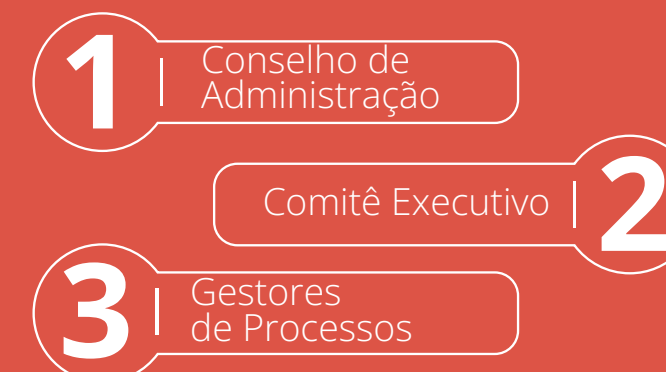 1
Conselho de
Administração
Comitê Executivo
2
3
Gestores
de Processos